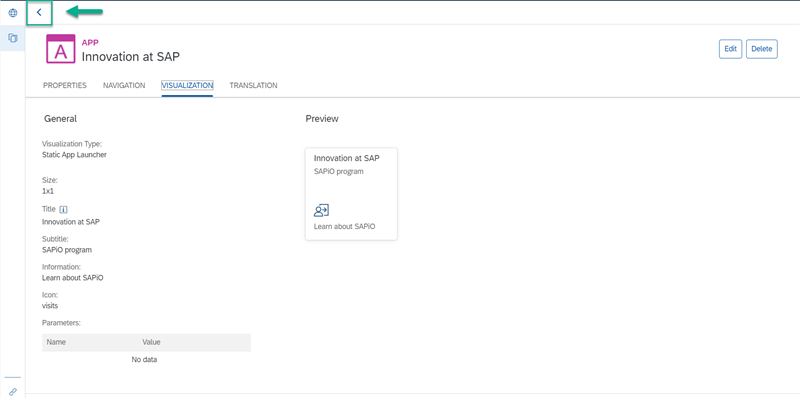 A
APP
Innovation at SAP
Edit
Delete
PROPERTIES
NAVIGATION
VISUALIZATION
TRANSLATION
General
Preview
Visualization Type:
Static App Launcher
Size:
1x1
Title
Innovation at SAP
Subtitle:
SAPiO program
Information:
Learn about SAPiO
Icon:
visits
Parameters:
Name
Value
No data
Innovation at SAP
SAPiO program
Learn about SAPiO